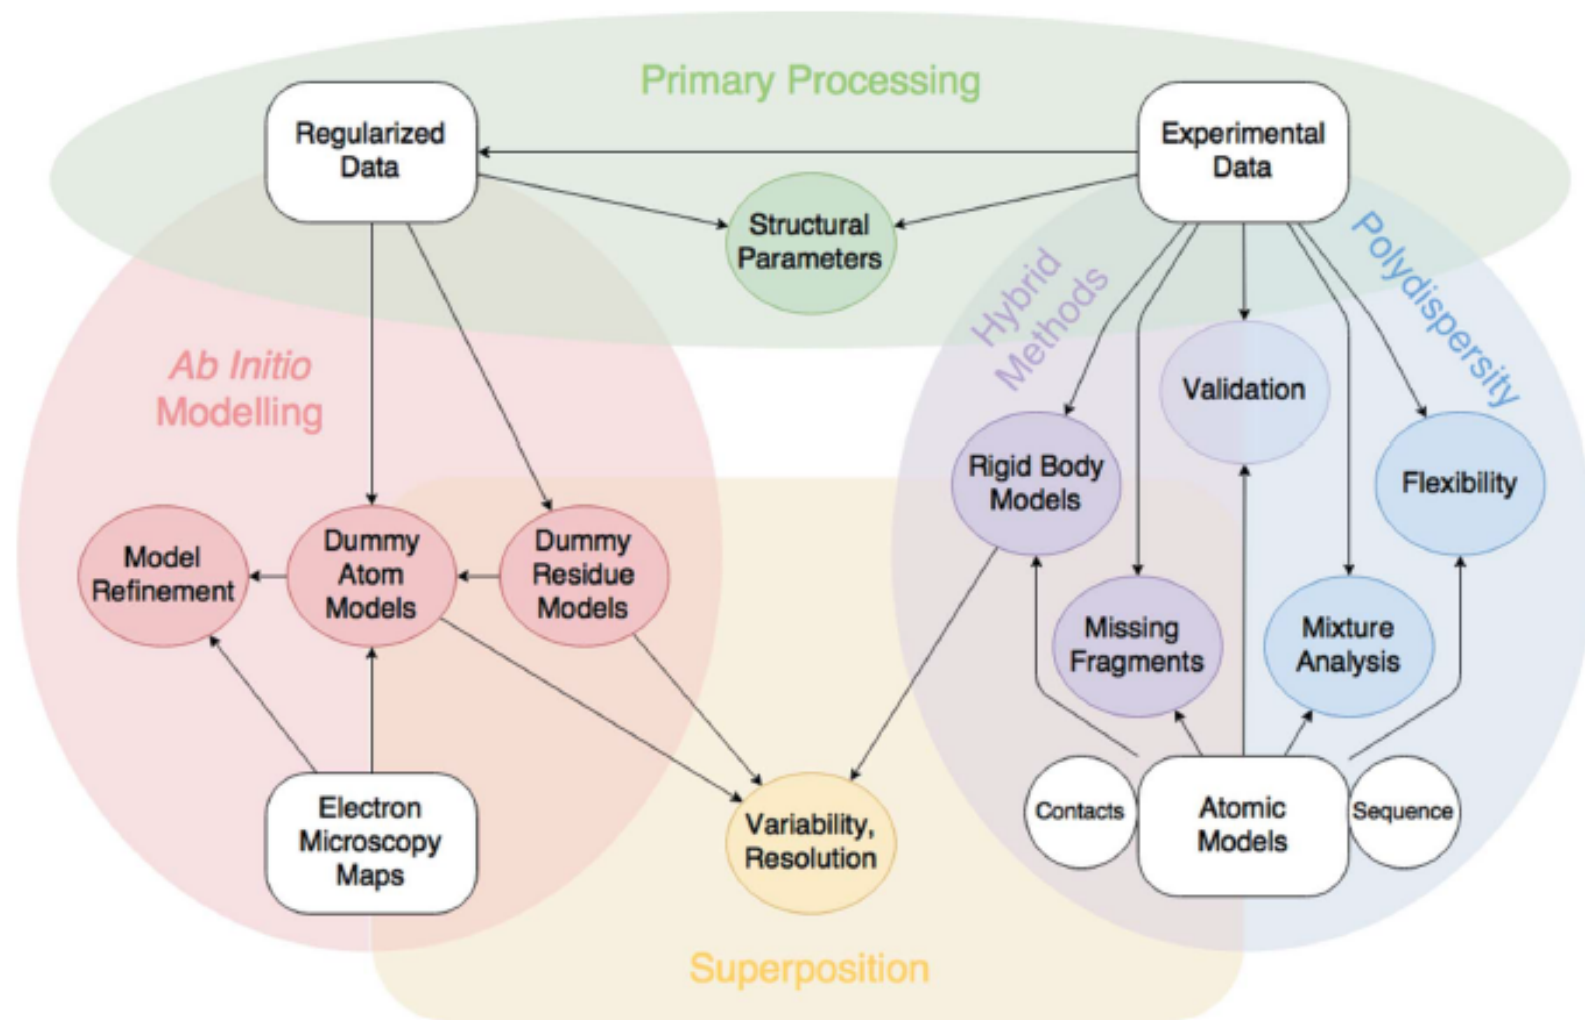 Primary Processing
Regularized
Data
Experimental
Data
Structural
Parameters
Hybrid
Methods
Polydispersity
Ab Initio
Modelling
Validation
Rigid Body
Models
Flexibility
Model
Refinement
Dummy
Atom
Models
Dummy
Residue
Models
Missing
Fragments
Mixture
Analysis
Electron
Microscopy
Maps
Variability,
Resolution
Contacts
Atomic
Models
Sequence
Superposition